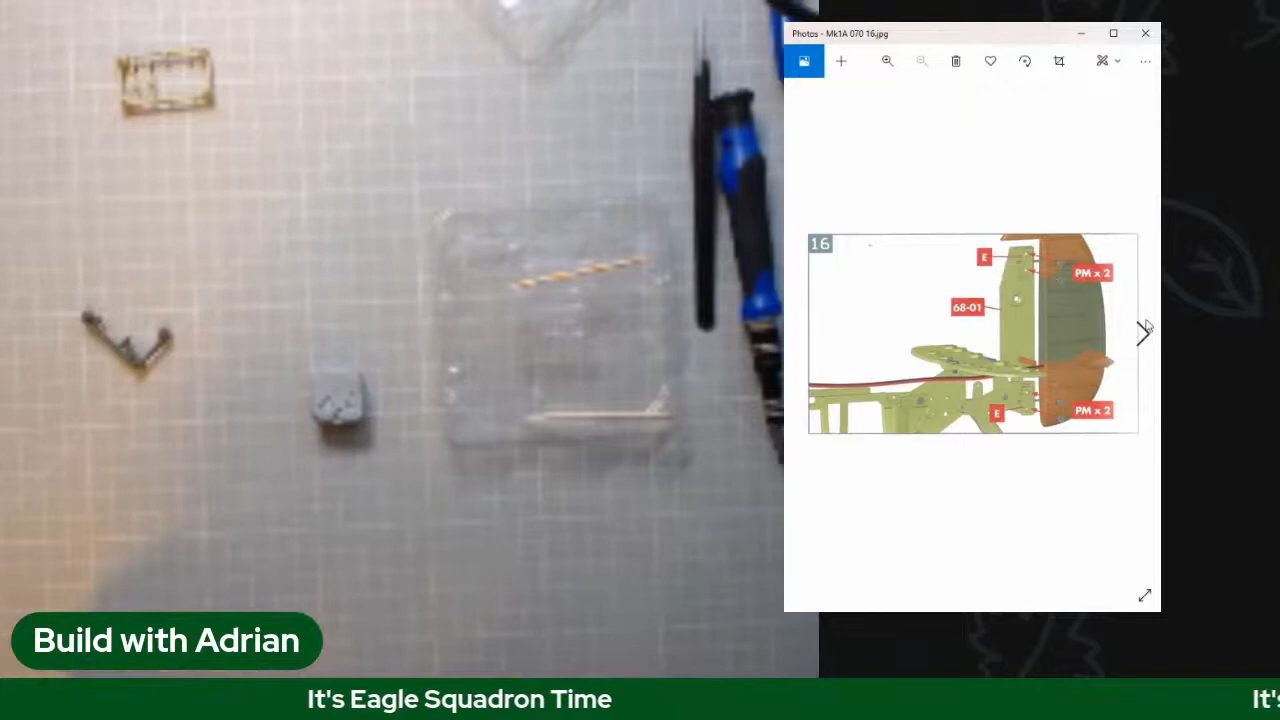 Photos - Mk1A 070 16.jpg
16
E
PM x 2
68-01
E
PM x 2
Build with Adrian
It's Eagle Squadron Time
It's